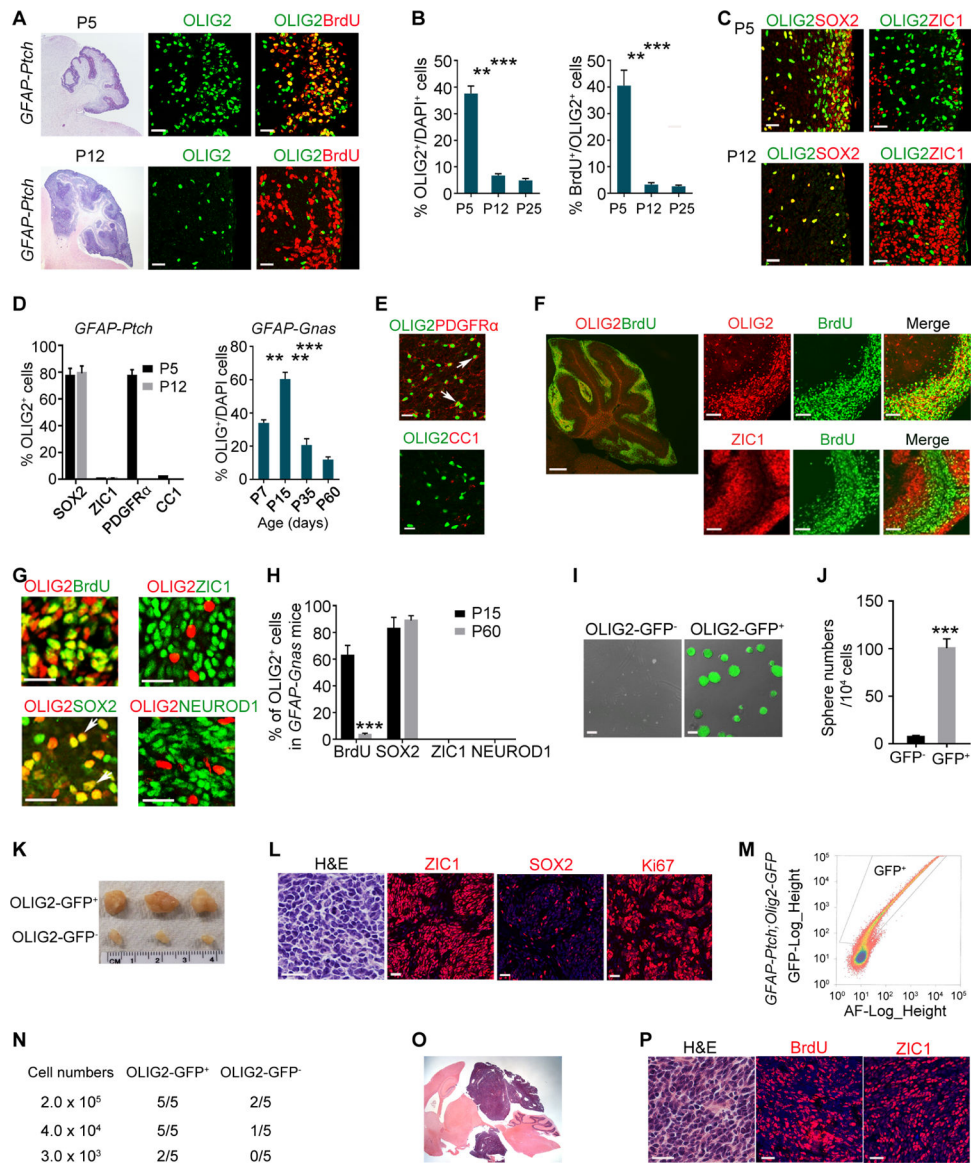 A
P5
OLIG2
OLIG2BrdU
GFAP-Ptch
P12
OLIG2
OLIG2BrdU
GFAP-Ptch
B
% OLIG2⁺/DAPI⁺ cells
50
40
30
20
10
0
** ***
P5 P12 P25
% BrdU⁺/OLIG2⁺
50
40
30
20
10
0
** ***
P5 P12 P25
C
P5
OLIG2SOX2
OLIG2ZIC1
P12
OLIG2SOX2
OLIG2ZIC1
D
GFAP-Ptch
% OLIG2⁺ cells
100
80
60
40
20
0
P5
P12
SOX2 ZIC1 PDGFRα CC1
GFAP-Gnas
% OLIG⁺/DAPI cells
80
60
40
20
0
** *** **
P7 P15 P35 P60
Age (days)
E
OLIG2PDGFRα
OLIG2CC1
F
OLIG2BrdU
OLIG2 BrdU Merge
ZIC1 BrdU Merge
G
OLIG2BrdU
OLIG2ZIC1
OLIG2SOX2
OLIG2NEUROD1
H
% of OLIG2⁺ cells
in GFAP-Gnas mice
100
80
60
40
20
0
P15
P60
***
BrdU SOX2 ZIC1 NEUROD1
I
OLIG2-GFP⁻ OLIG2-GFP⁺
J
Sphere numbers
/10⁴ cells
150
100
50
0
***
GFP⁻ GFP⁺
K
OLIG2-GFP⁺
OLIG2-GFP⁻
CM 1 2 3 4
L
H&E ZIC1 SOX2 Ki67
M
GFAP-Ptch;Olig2-GFP
GFP-Log_Height
10⁵
10⁴
10³
10²
10¹
10⁰
GFP⁺
10⁰ 10¹ 10² 10³ 10⁴ 10⁵
AF-Log_Height
N
Cell numbers OLIG2-GFP⁺ OLIG2-GFP⁻
2.0 x 10⁵ 5/5 2/5
4.0 x 10⁴ 5/5 1/5
3.0 x 10³ 2/5 0/5
O
P
H&E BrdU ZIC1